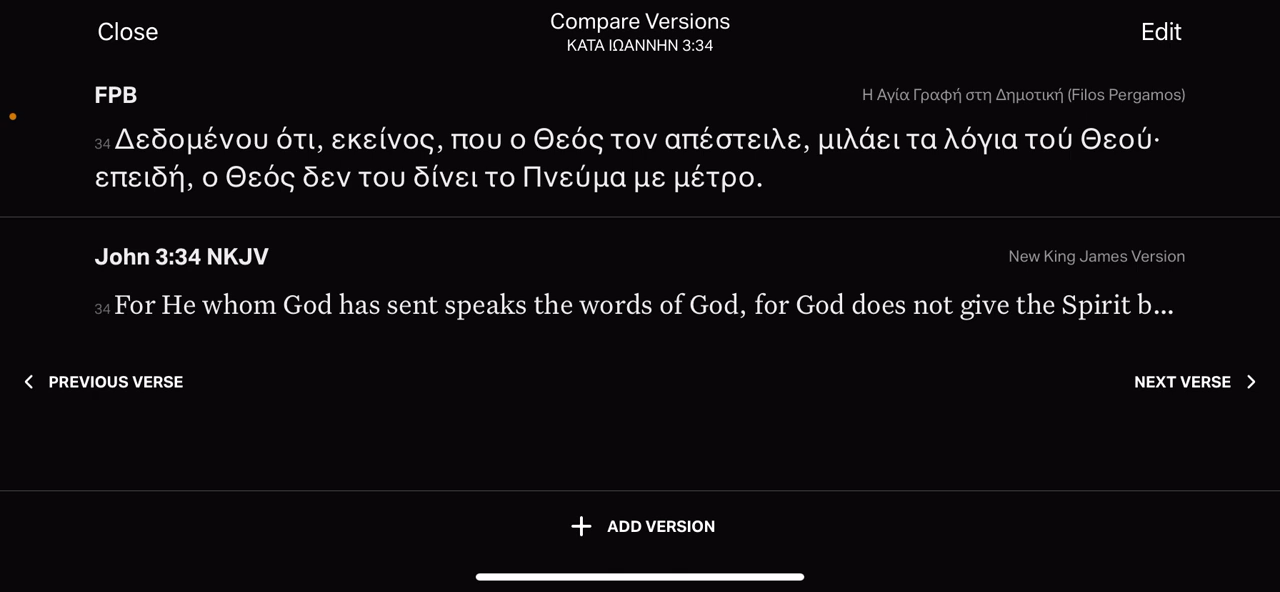 Close
Compare Versions
ΚΑΤΑ ΙΩΑΝΝΗΝ 3:34
Edit
FPB
Η Αγία Γραφή στη Δημοτική (Filos Pergamos)
34 Δεδομένου ότι, εκείνος, που ο Θεός τον απέστειλε, μιλάει τα λόγια τού Θεού·
επειδή, ο Θεός δεν του δίνει το Πνεύμα με μέτρο.
John 3:34 NKJV
New King James Version
34 For He whom God has sent speaks the words of God, for God does not give the Spirit b...
PREVIOUS VERSE
NEXT VERSE
ADD VERSION